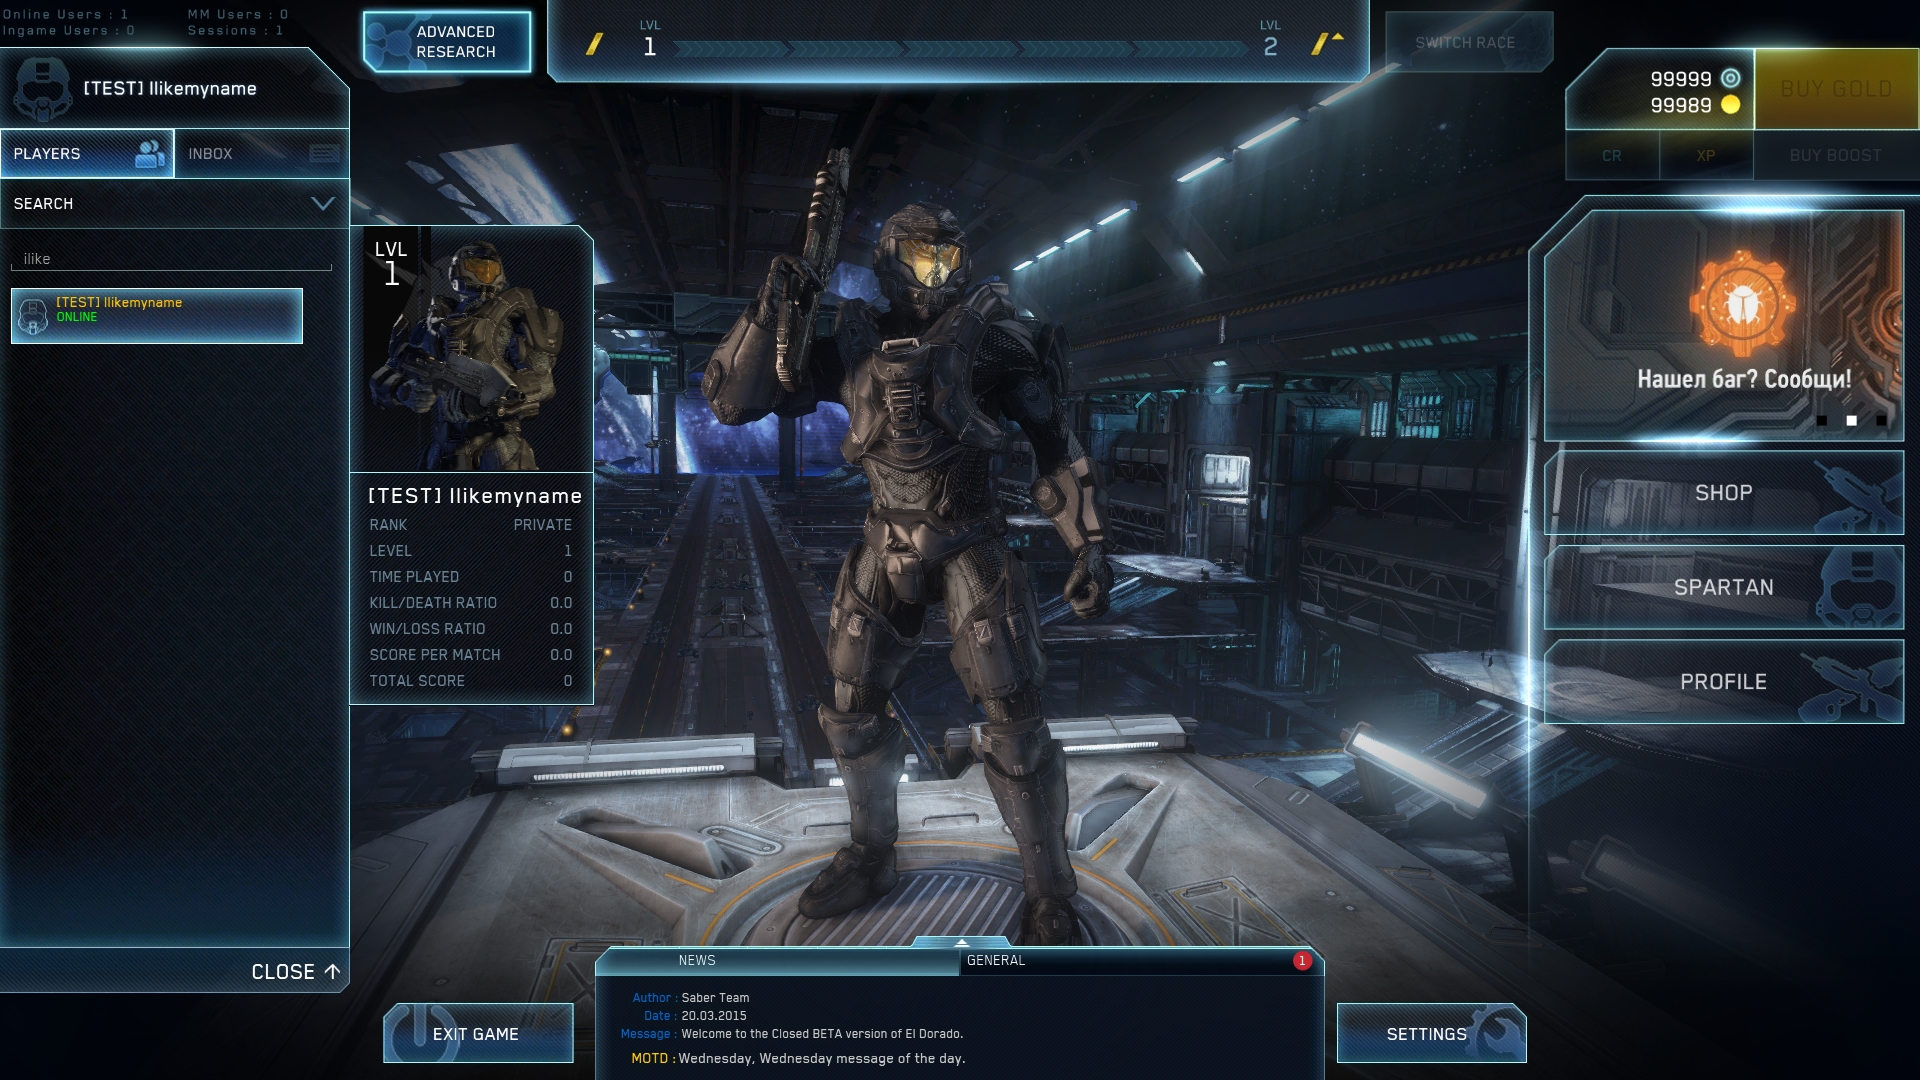 Online Users : 1
MM Users : 0
Ingame Users : 0
Sessions : 1
[TEST] Ilikemyname
PLAYERS
INBOX
SEARCH
ilike
[TEST] Ilikemyname
ONLINE
CLOSE
ADVANCED
RESEARCH
LVL
1
LVL
2
SWITCH RACE
99999
99989
BUY GOLD
CR
XP
BUY BOOST
LVL
1
[TEST] Ilikemyname
RANK PRIVATE
LEVEL 1
TIME PLAYED 0
KILL/DEATH RATIO 0.0
WIN/LOSS RATIO 0.0
SCORE PER MATCH 0.0
TOTAL SCORE 0
Нашел баг? Сообщи!
SHOP
SPARTAN
PROFILE
EXIT GAME
NEWS
GENERAL
1
Author : Saber Team
Date : 20.03.2015
Message : Welcome to the Closed BETA version of El Dorado.
MOTD : Wednesday, Wednesday message of the day.
SETTINGS